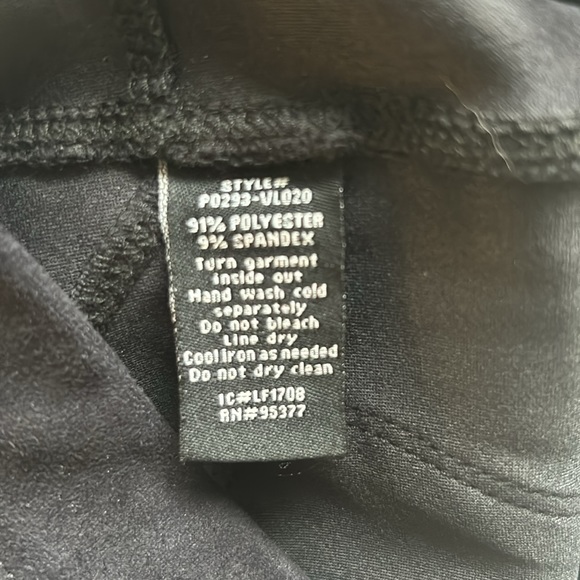 STYLE#
P0293-VL020
91% POLYESTER
9% SPANDEX
Turn garment
inside out
Hand wash cold
separately
Do not bleach
Line dry
Cool iron as needed
Do not dry clean
IC#LF1708
RN#95377